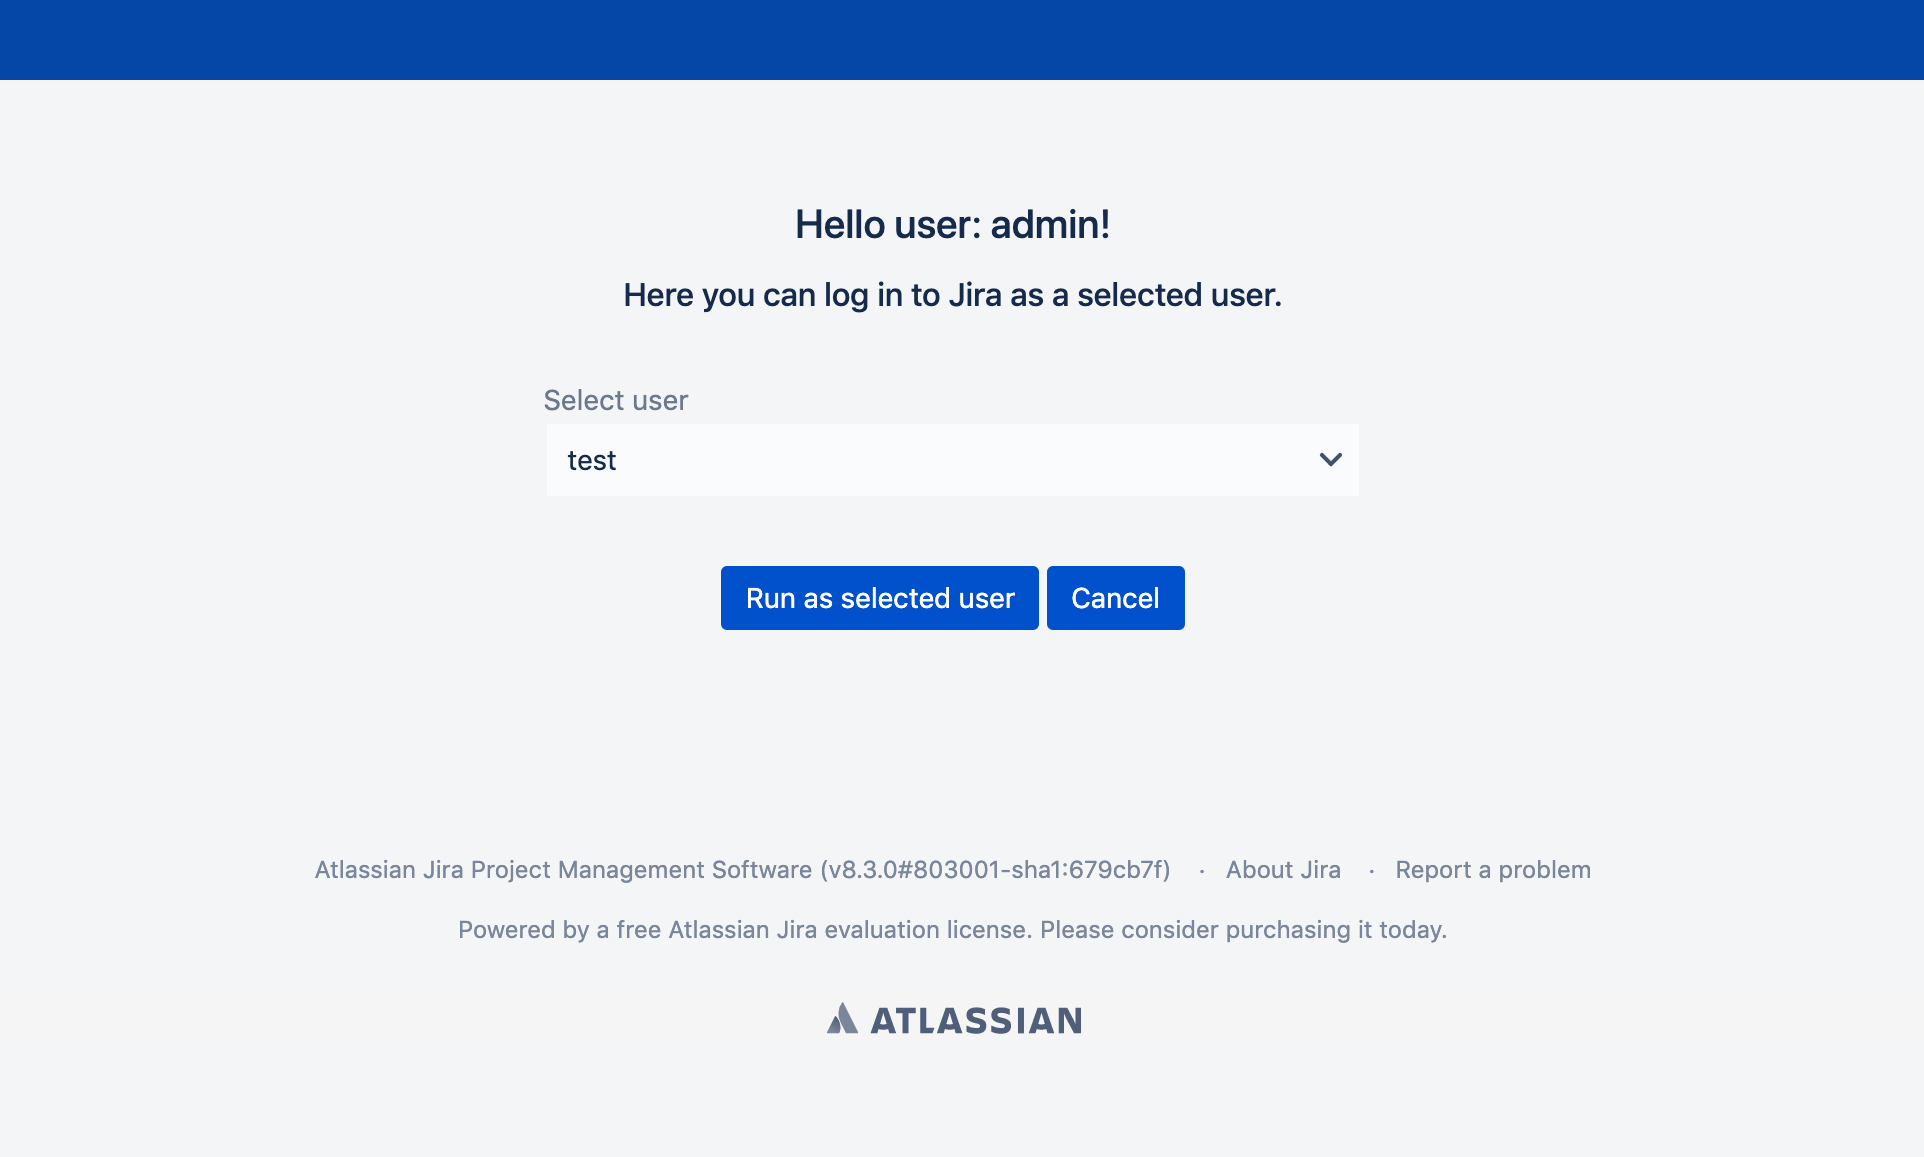 Hello user: admin!
Here you can log in to Jira as a selected user.
Select user
test
Run as selected user Cancel
Atlassian Jira Project Management Software (v8.3.0#803001-sha1:679cb7f) · About Jira · Report a problem
Powered by a free Atlassian Jira evaluation license. Please consider purchasing it today.
ATLASSIAN